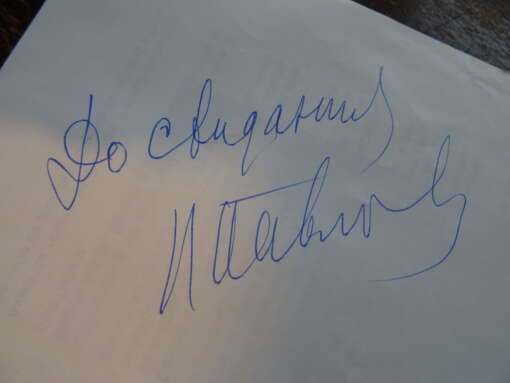 До свидания
И Павлов